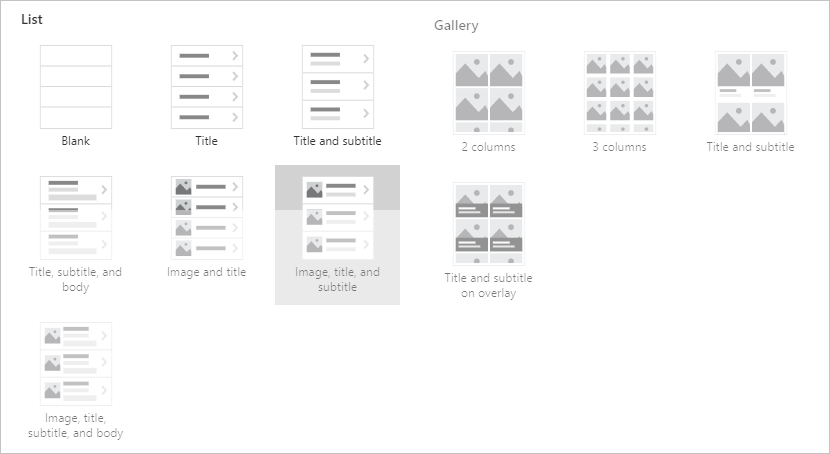 List
Blank
Title
Title and subtitle
Title, subtitle, and
body
Image and title
Image, title, and
subtitle
Image, title,
subtitle, and body
Gallery
2 columns
3 columns
Title and subtitle
Title and subtitle
on overlay